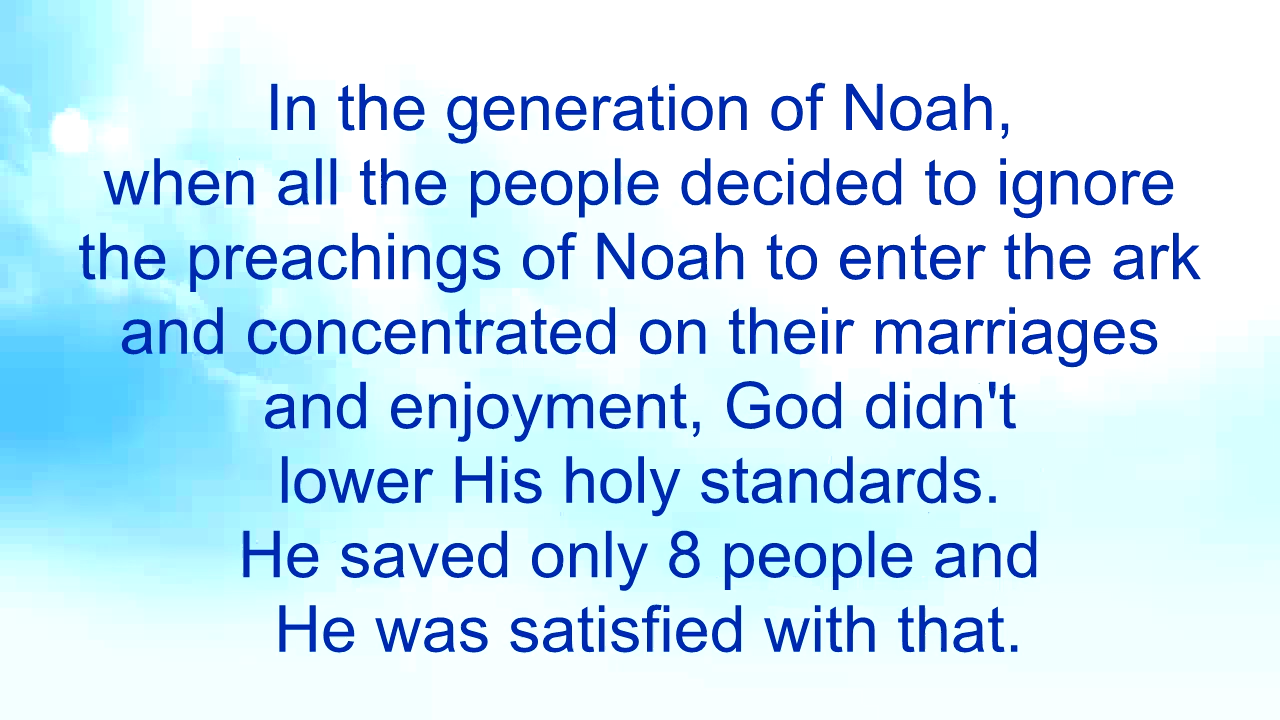 In the generation of Noah,
when all the people decided to ignore
the preachings of Noah to enter the ark
and concentrated on their marriages
and enjoyment, God didn't
lower His holy standards.
He saved only 8 people and
He was satisfied with that.